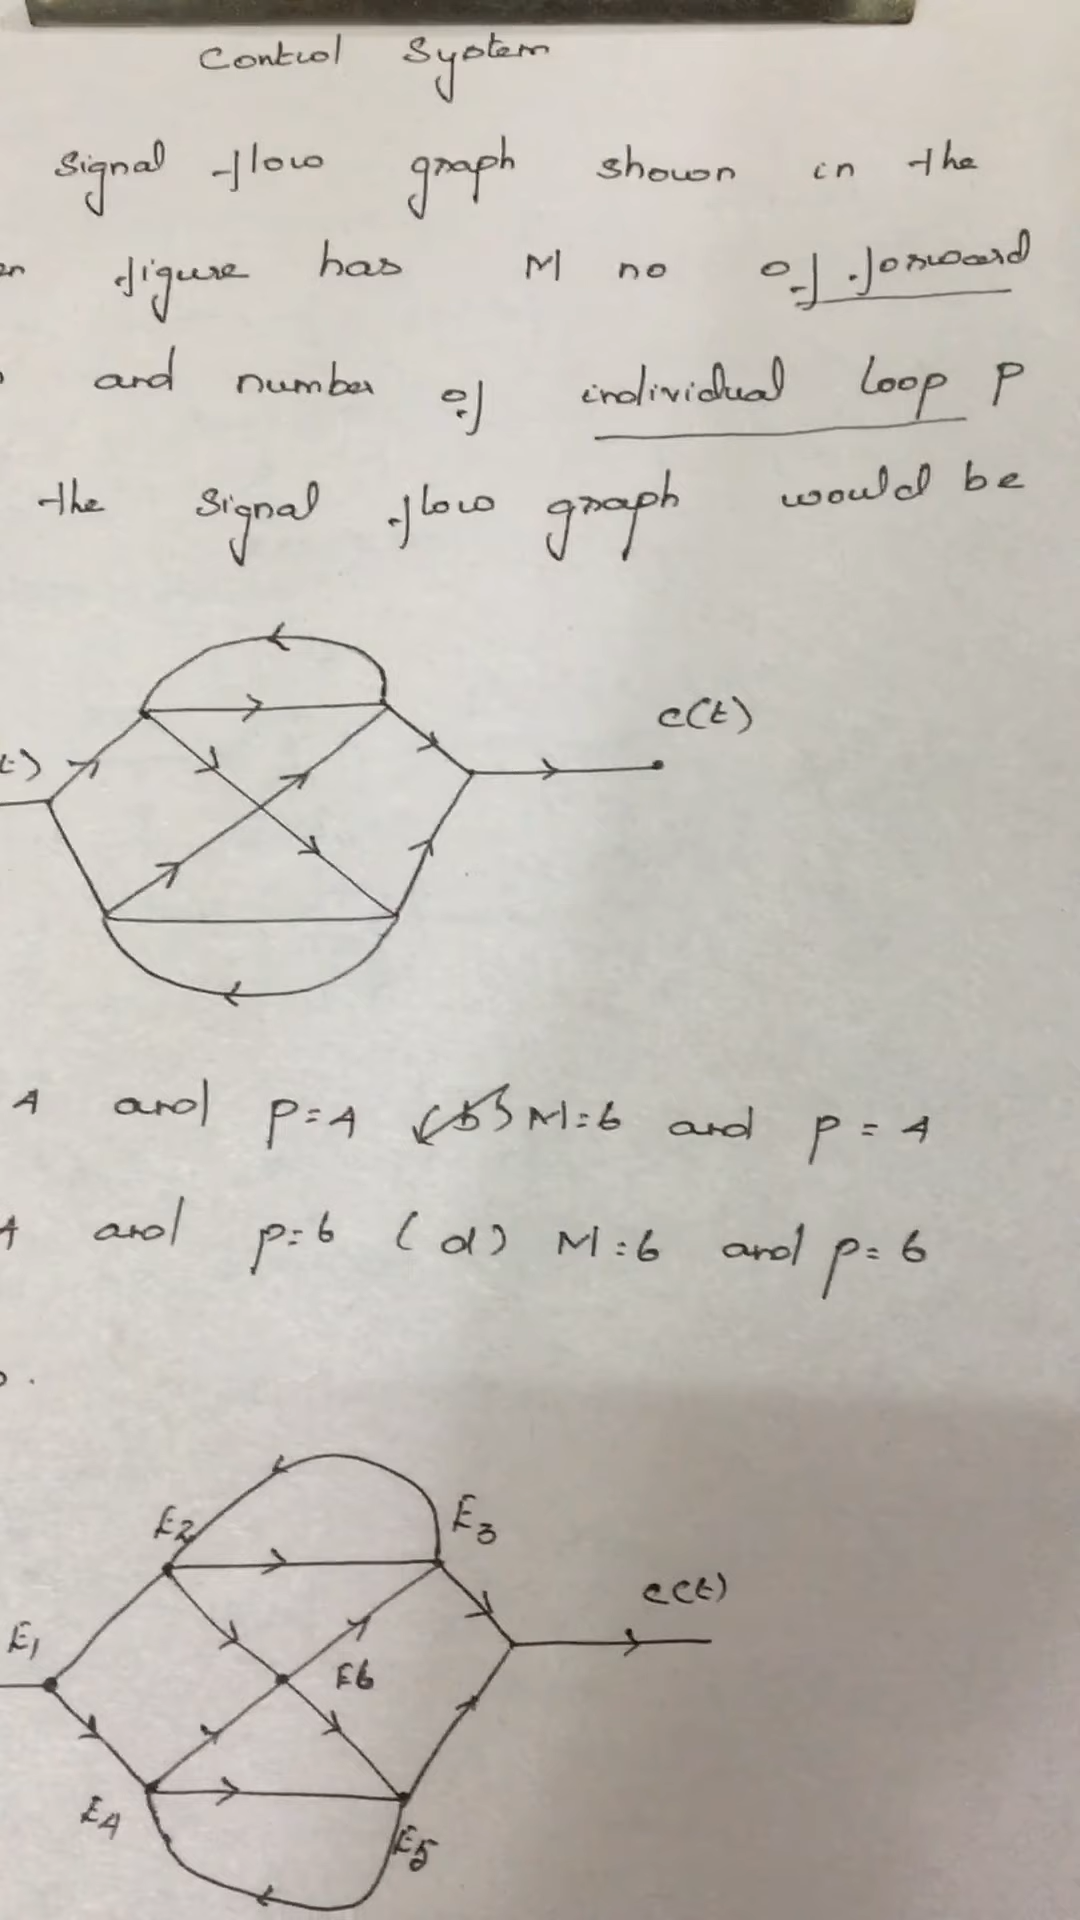 Control System
Signal flow graph shown in the
figure has M no of forward
and number of individual loop P
the signal flow graph would be
c(t)
t)
4 and P=4 (b) M=6 and P=4
4 and P=6 (d) M=6 and P=6
E2
E3
c(t)
E1
E6
E4
E5